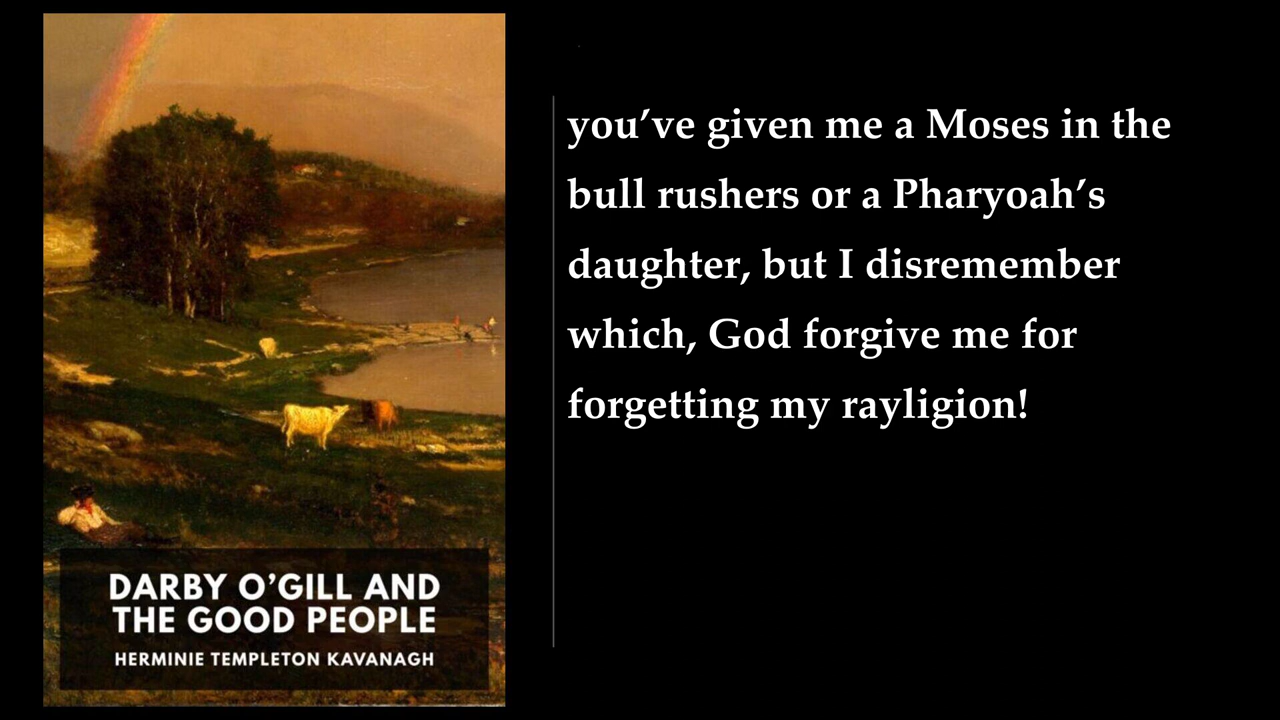 you’ve given me a Moses in the
bull rushers or a Pharyoah’s
daughter, but I disremember
which, God forgive me for
forgetting my rayligion!
DARBY O’GILL AND
THE GOOD PEOPLE
HERMINIE TEMPLETON KAVANAGH